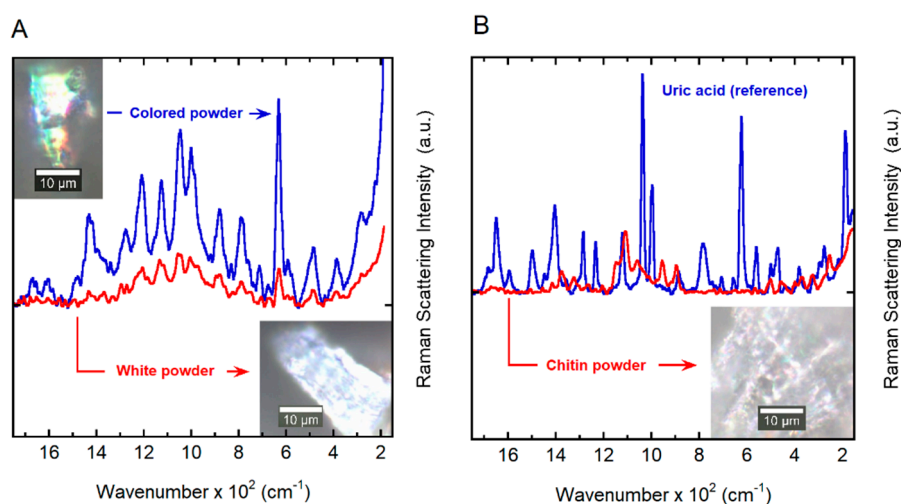 A
Colored powder
10 µm
White powder
10 µm
16 14 12 10 8 6 4 2
Wavenumber x 10² (cm⁻¹)
Raman Scattering Intensity (a.u.)
B
Uric acid (reference)
Chitin powder
10 µm
16 14 12 10 8 6 4 2
Wavenumber x 10² (cm⁻¹)
Raman Scattering Intensity (a.u.)